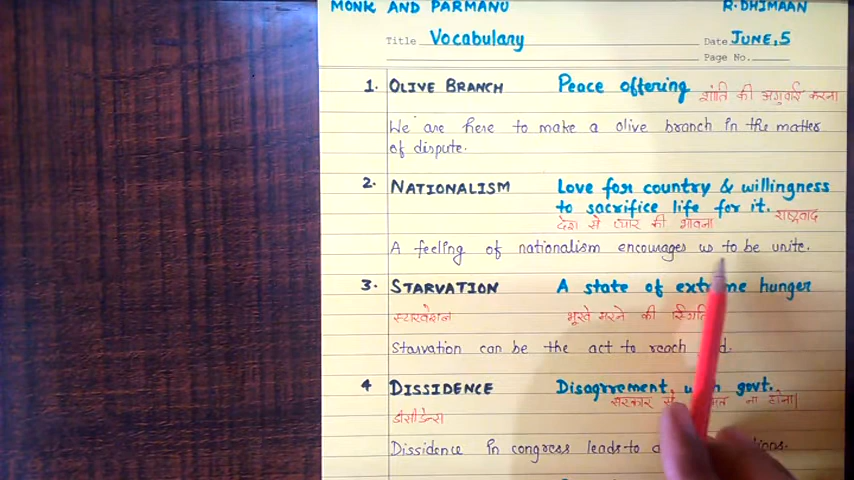 MONK AND PARMANU R. DHIMAAN
Title Vocabulary Date JUNE, 5
Page No.
1. OLIVE BRANCH Peace offering शांति की अगुवाई करना
We are here to make a olive branch in the matter
of dispute.
2. NATIONALISM Love for country & willingness
to sacrifice life for it. राष्ट्रवाद
देश से प्यार की भावना
A feeling of nationalism encourages us to be unite.
3. STARVATION A state of extreme hunger
स्टारवेशन भूखे मरने की स्थिति
Starvation can be the act to reach
4 DISSIDENCE Disagrrement with govt.
सरकार से ना होना|
डीसीडेन्स
Dissidence in congress leads to